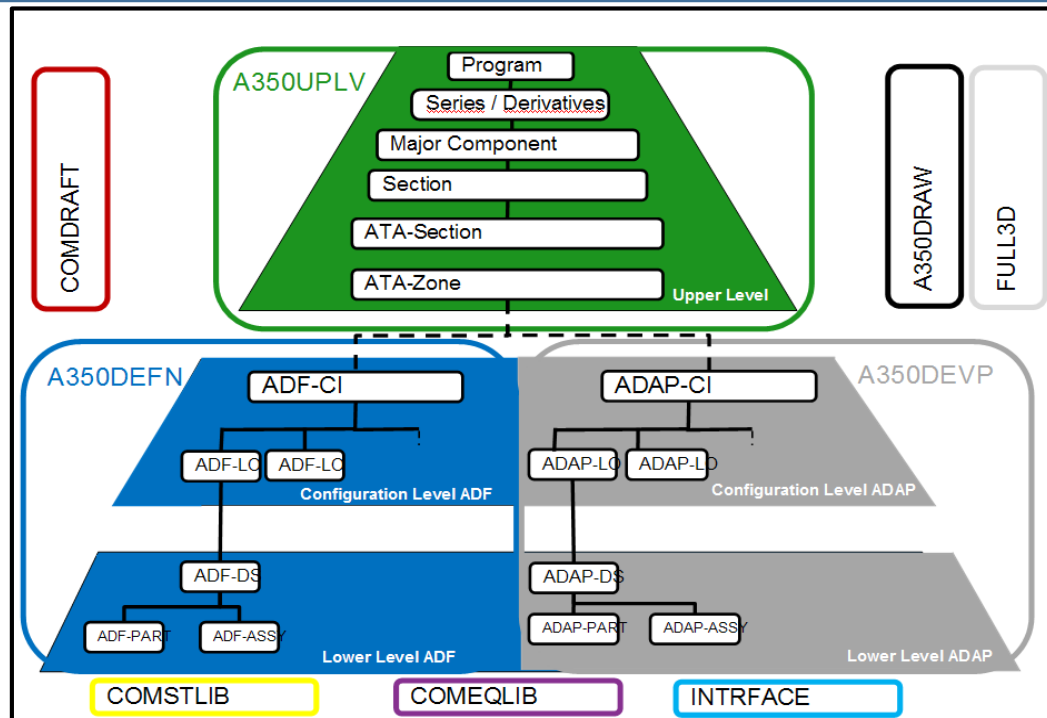 A350UPLV
Program
Series / Derivatives
Major Component
Section
ATA-Section
ATA-Zone
Upper Level
COMDRAFT
A350DRAW
FULL3D
A350DEFN
ADF-CI
ADF-LO
ADF-LO
Configuration Level ADF
ADF-DS
ADF-PART
ADF-ASSY
Lower Level ADF
A350DEVP
ADAP-CI
ADAP-LO
ADAP-LO
Configuration Level ADAP
ADAP-DS
ADAP-PART
ADAP-ASSY
Lower Level ADAP
COMSTLIB
COMEQLIB
INTRFACE